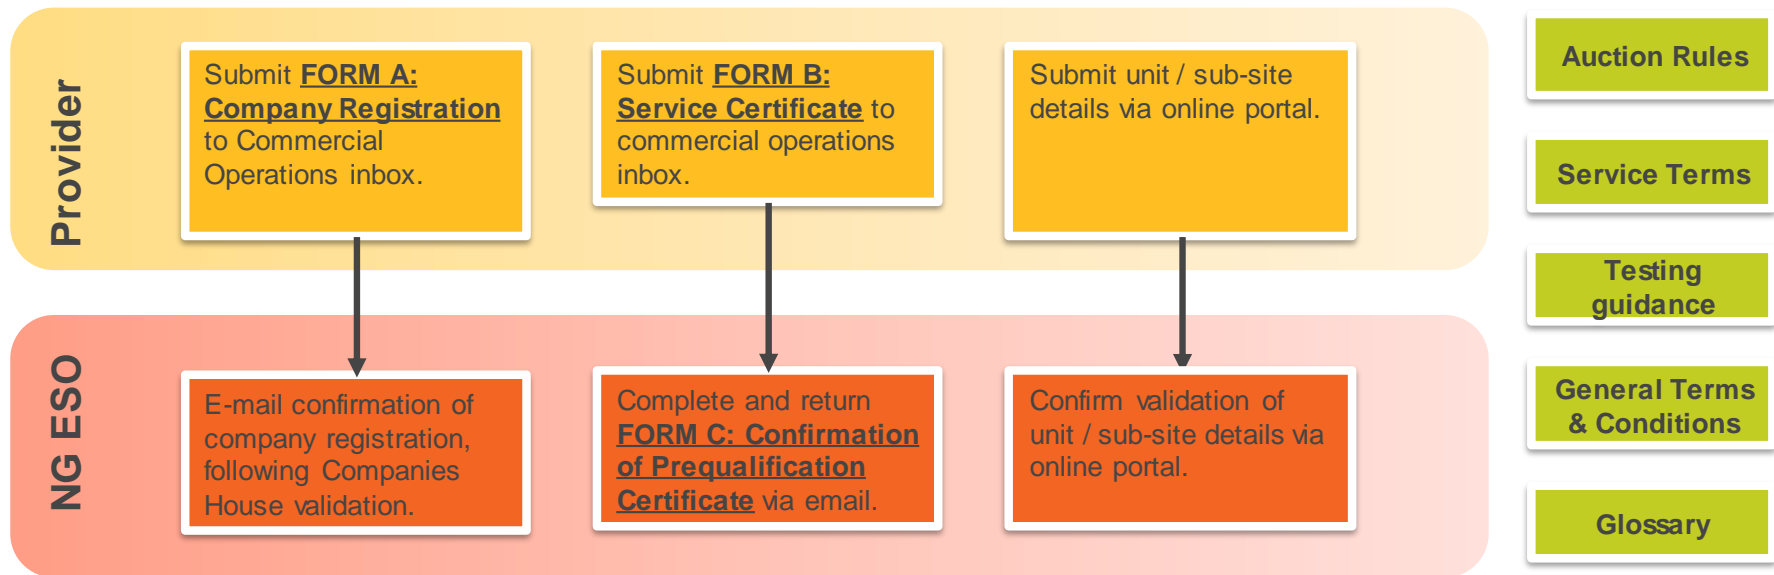 Provider
Submit FORM A:
Company Registration
to Commercial
Operations inbox.
Submit FORM B:
Service Certificate to
commercial operations
inbox.
Submit unit / sub-site
details via online portal.
NG ESO
E-mail confirmation of
company registration,
following Companies
House validation.
Complete and return
FORM C: Confirmation
of Prequalification
Certificate via email.
Confirm validation of
unit / sub-site details via
online portal.
Auction Rules
Service Terms
Testing
guidance
General Terms
& Conditions
Glossary